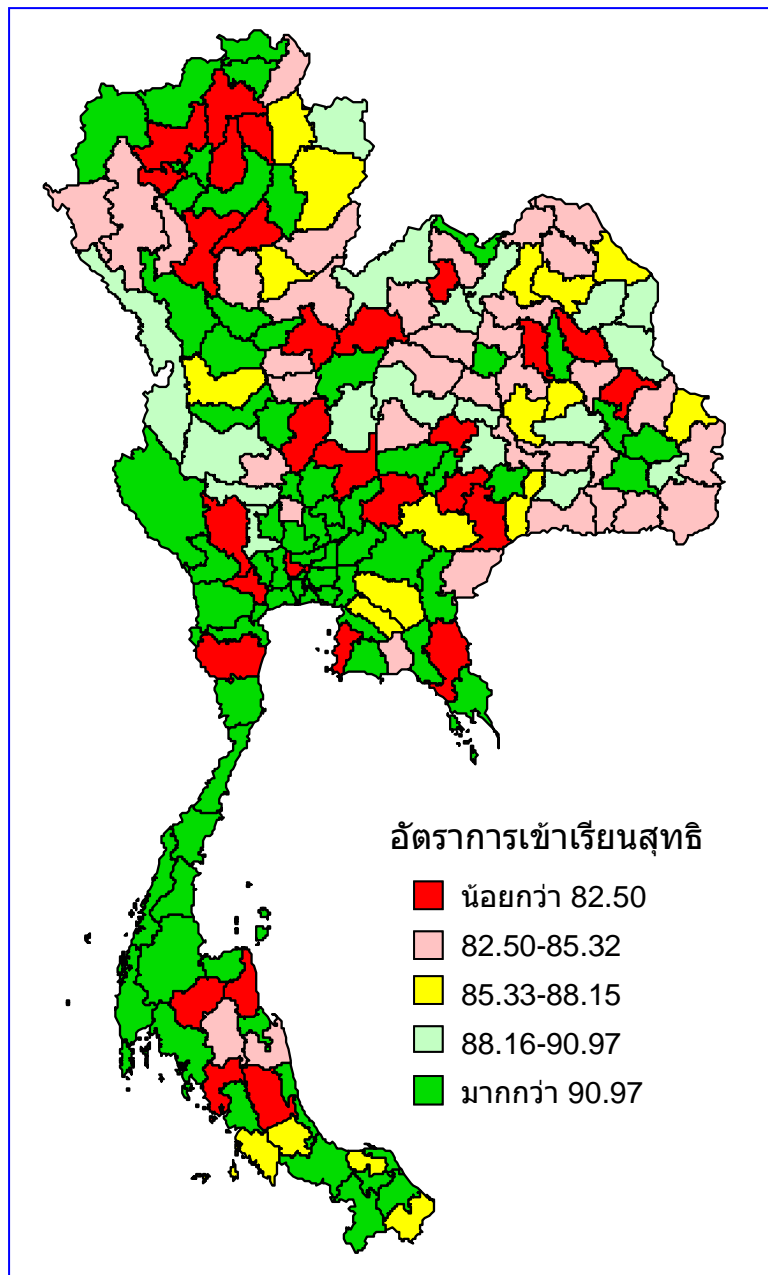 อัตราการเข้าเรียนสุทธิ
น้อยกว่า 82.50
82.50-85.32
85.33-88.15
88.16-90.97
มากกว่า 90.97